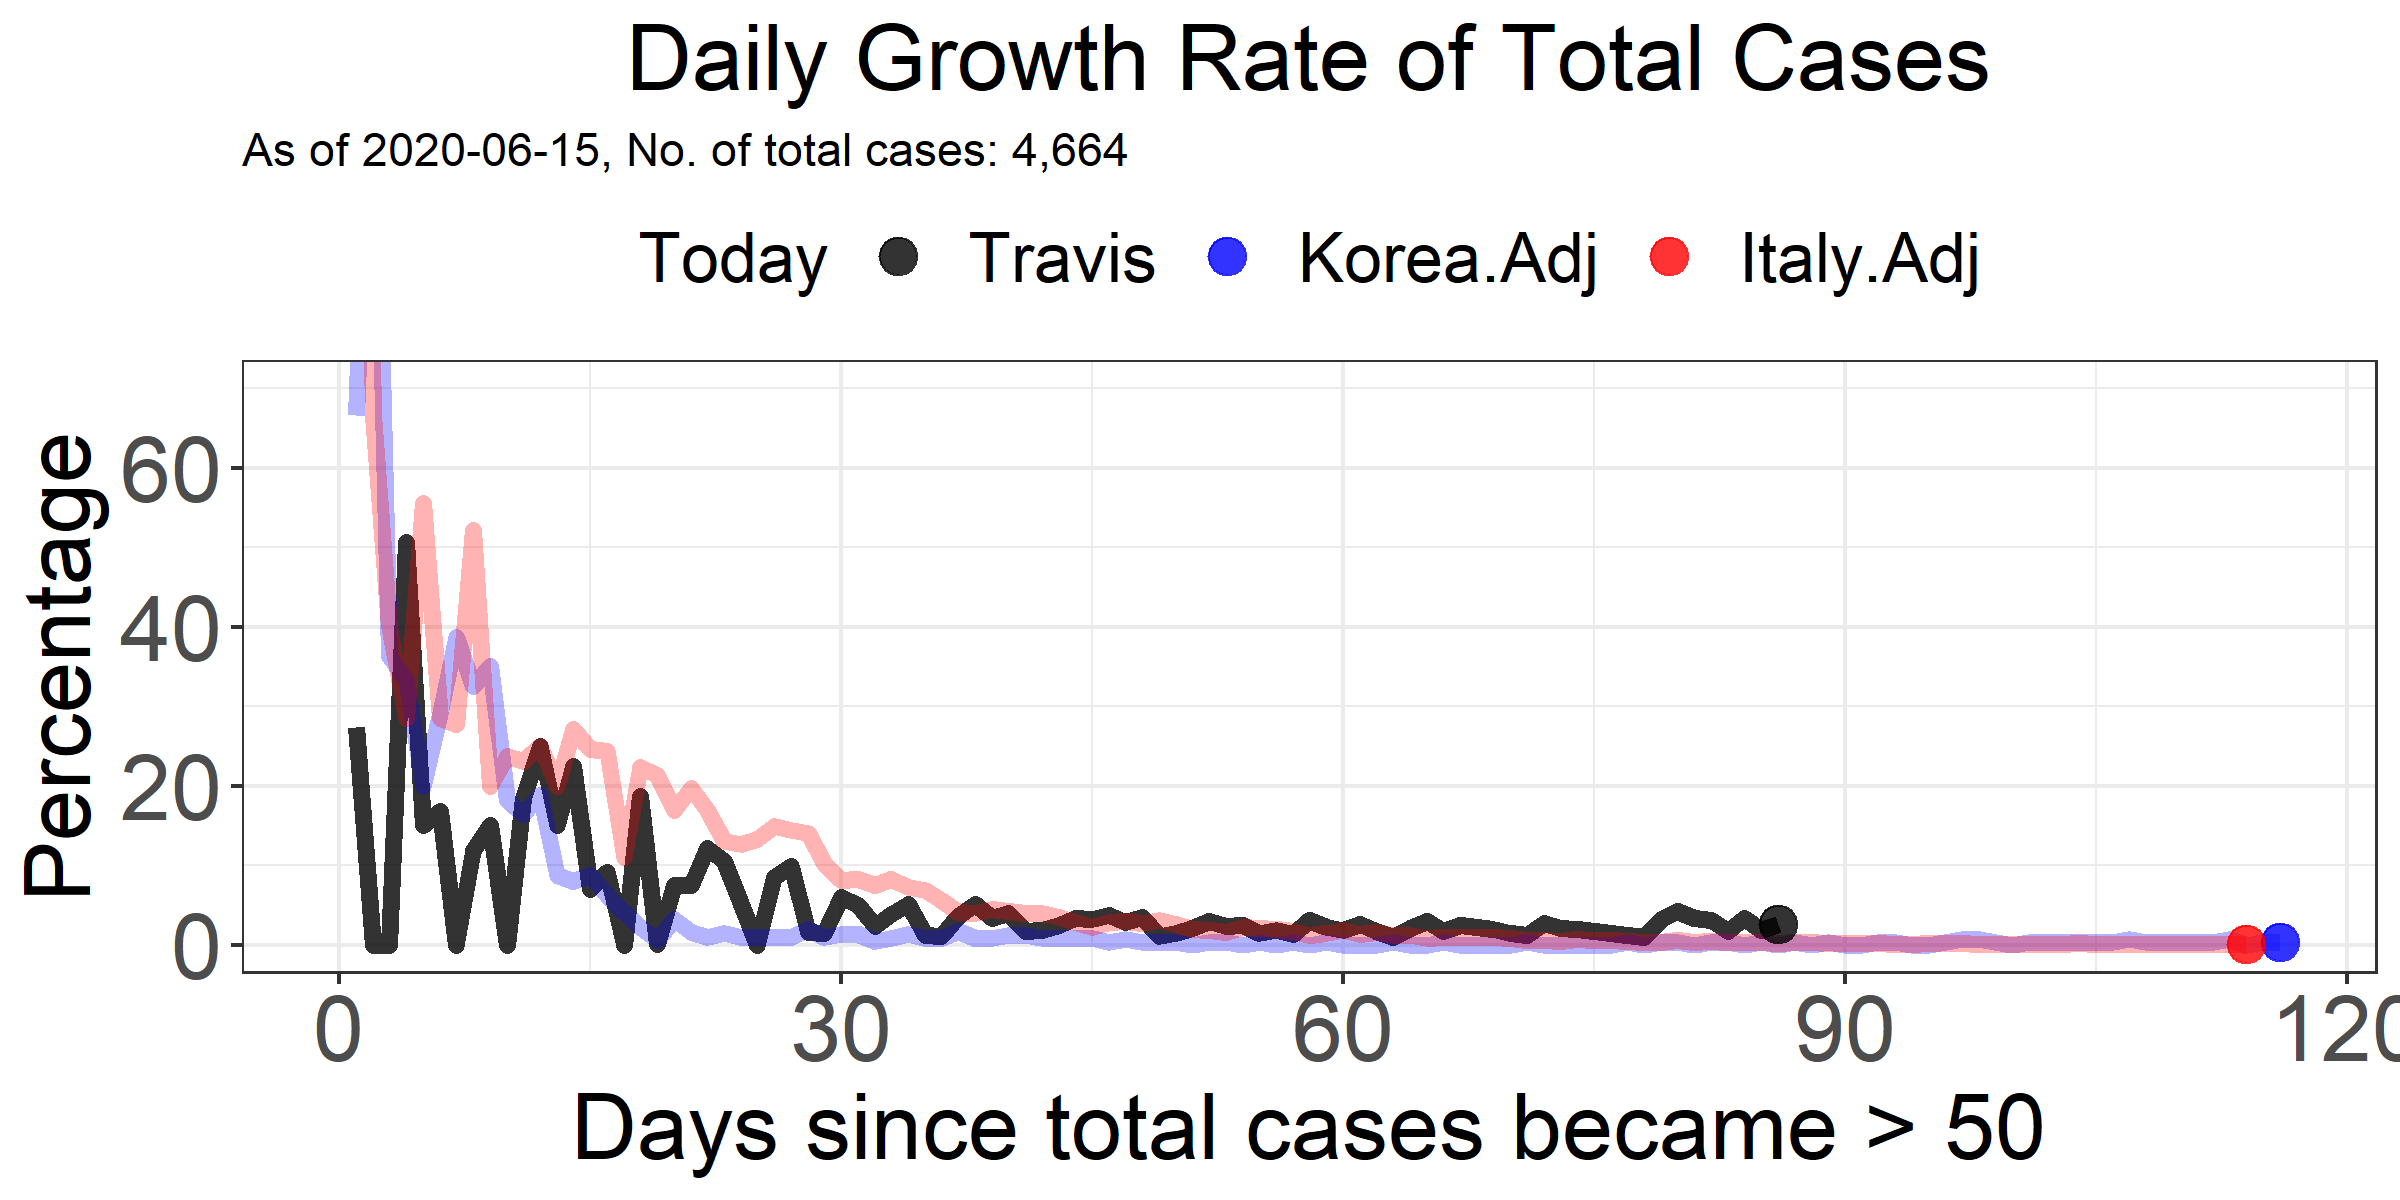 Daily Growth Rate of Total Cases
As of 2020-06-15, No. of total cases: 4,664
Today Travis Korea.Adj Italy.Adj
Percentage
60
40
20
0
0 30 60 90 120
Days since total cases became > 50